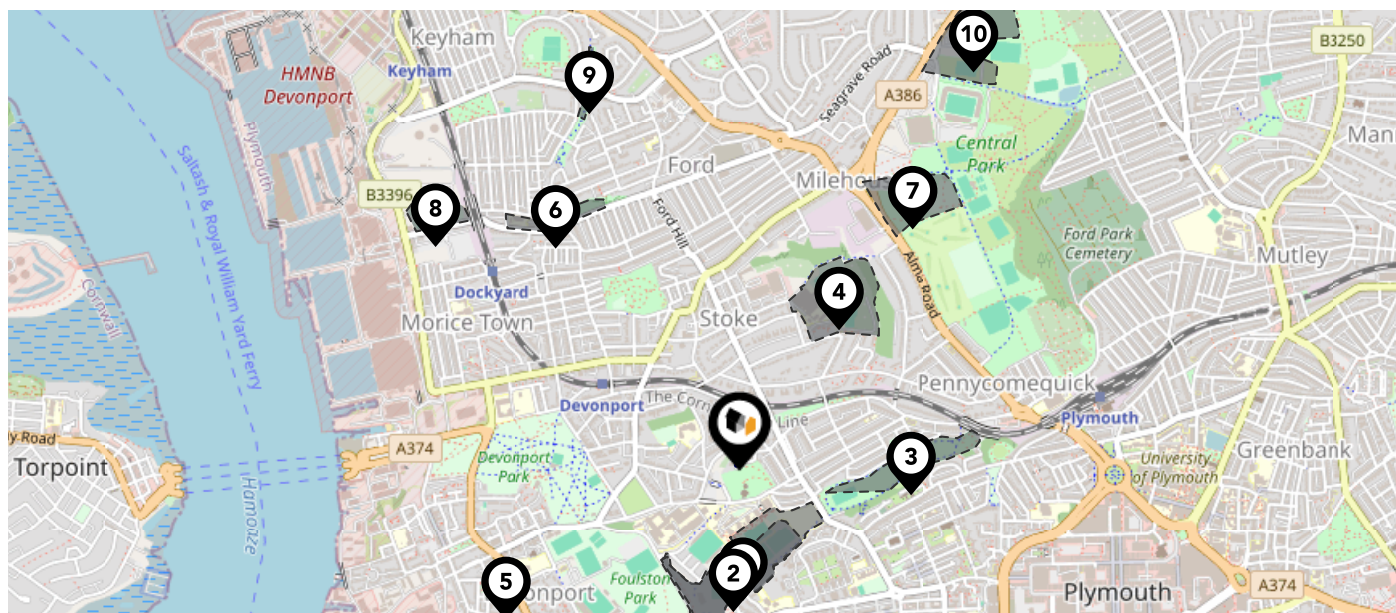 Keyham
Keyham
HMNB
Devonport
Plymouth
9
10
B3250
Seagrave Road
A386
Central
Park
Man
Saltash & Royal William Yard Ferry
B3396
8
6
Ford
Ford Hill
7
Ford Park
Cemetery
Mutley
Cornwall
Dockyard
Morice Town
Stoke
4
Alma Road
Pennycomequick
Plymouth
Devonport
The Corn
Line
y Road
Torpoint
A374
Hamoaze
Devonport
Park
3
University
of Plymouth
Greenbank
5
onport
Foulston
Park
2
Plymouth
A374